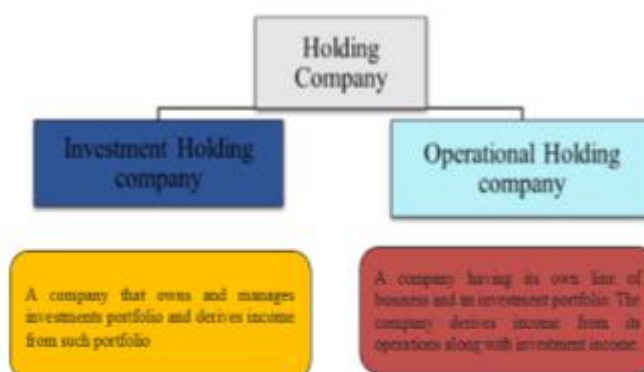 Holding
Company
Investment Holding
company
Operational Holding
company
A company that owns and manages
investments portfolio and derives income
from such portfolio
A company having its own line of
business and an investment portfolio. The
company derives income from its
operations along with investment income.